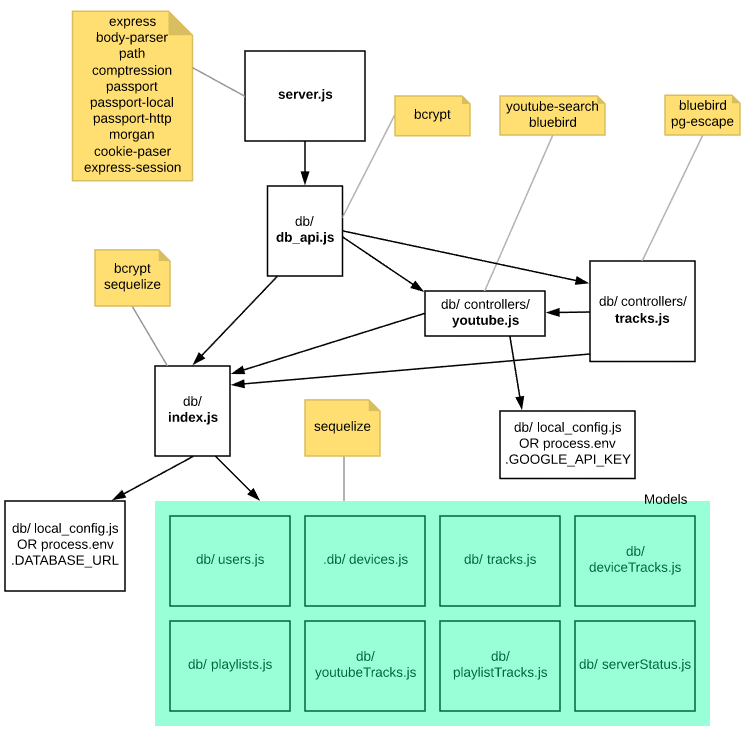 express
body-parser
path
comptression
passport
passport-local
passport-http
morgan
cookie-paser
express-session
server.js
bcrypt
youtube-search
bluebird
bluebird
pg-escape
db/
db_api.js
bcrypt
sequelize
db/ controllers/
youtube.js
db/ controllers/
tracks.js
db/
index.js
sequelize
db/ local_config.js
OR process.env
.GOOGLE_API_KEY
db/ local_config.js
OR process.env
.DATABASE_URL
Models
db/ users.js
.db/ devices.js
db/ tracks.js
db/
deviceTracks.js
db/ playlists.js
db/
youtubeTracks.js
db/
playlistTracks.js
db/ serverStatus.js